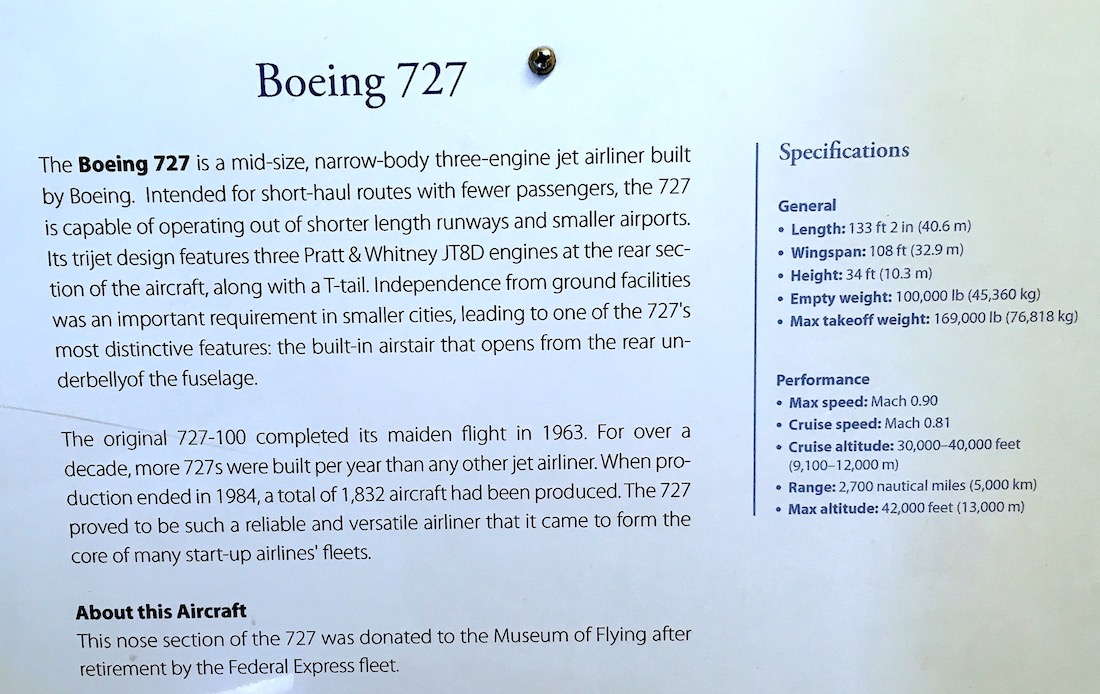 Boeing 727
The Boeing 727 is a mid-size, narrow-body three-engine jet airliner built
by Boeing. Intended for short-haul routes with fewer passengers, the 727
is capable of operating out of shorter length runways and smaller airports.
Its trijet design features three Pratt & Whitney JT8D engines at the rear sec-
tion of the aircraft, along with a T-tail. Independence from ground facilities
was an important requirement in smaller cities, leading to one of the 727's
most distinctive features: the built-in airstair that opens from the rear un-
derbellyof the fuselage.
The original 727-100 completed its maiden flight in 1963. For over a
decade, more 727s were built per year than any other jet airliner. When pro-
duction ended in 1984, a total of 1,832 aircraft had been produced. The 727
proved to be such a reliable and versatile airliner that it came to form the
core of many start-up airlines' fleets.
About this Aircraft
This nose section of the 727 was donated to the Museum of Flying after
retirement by the Federal Express fleet.
Specifications
General
• Length: 133 ft 2 in (40.6 m)
• Wingspan: 108 ft (32.9 m)
• Height: 34 ft (10.3 m)
• Empty weight: 100,000 lb (45,360 kg)
• Max takeoff weight: 169,000 lb (76,818 kg)
Performance
• Max speed: Mach 0.90
• Cruise speed: Mach 0.81
• Cruise altitude: 30,000–40,000 feet
(9,100–12,000 m)
• Range: 2,700 nautical miles (5,000 km)
• Max altitude: 42,000 feet (13,000 m)